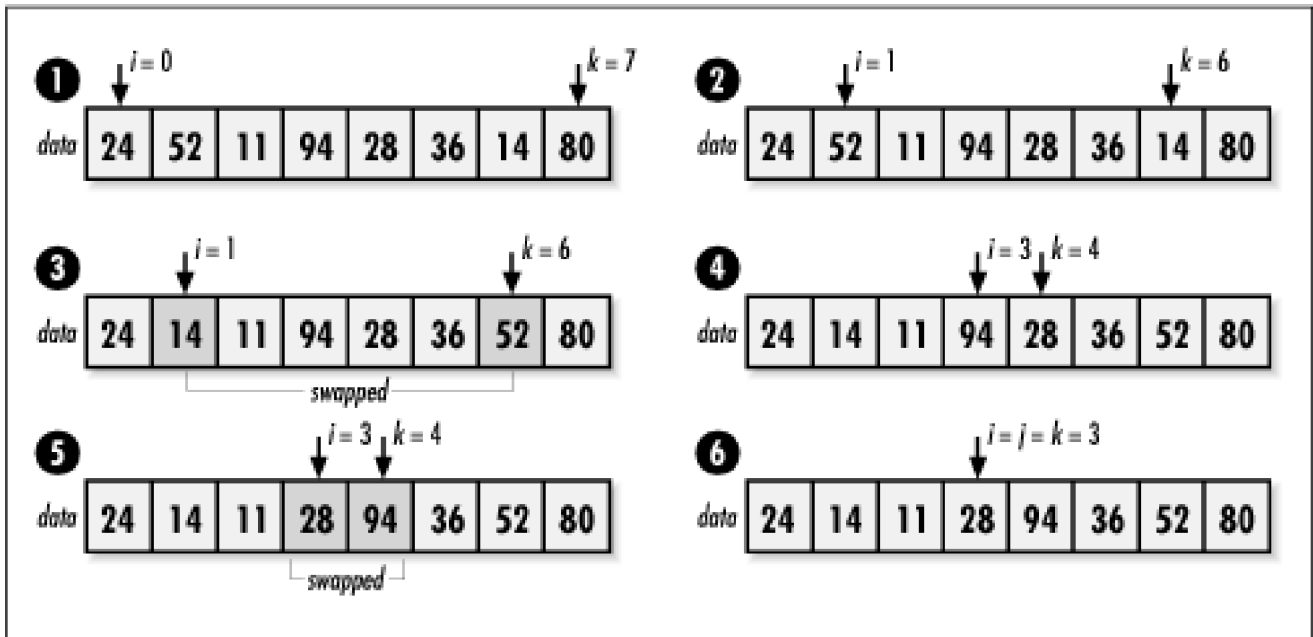 1 i = 0 k = 7
data 24 52 11 94 28 36 14 80
2 i = 1 k = 6
data 24 52 11 94 28 36 14 80
3 i = 1 k = 6
data 24 14 11 94 28 36 52 80
swapped
4 i = 3 k = 4
data 24 14 11 94 28 36 52 80
5 i = 3 k = 4
data 24 14 11 28 94 36 52 80
swapped
6 i = j = k = 3
data 24 14 11 28 94 36 52 80